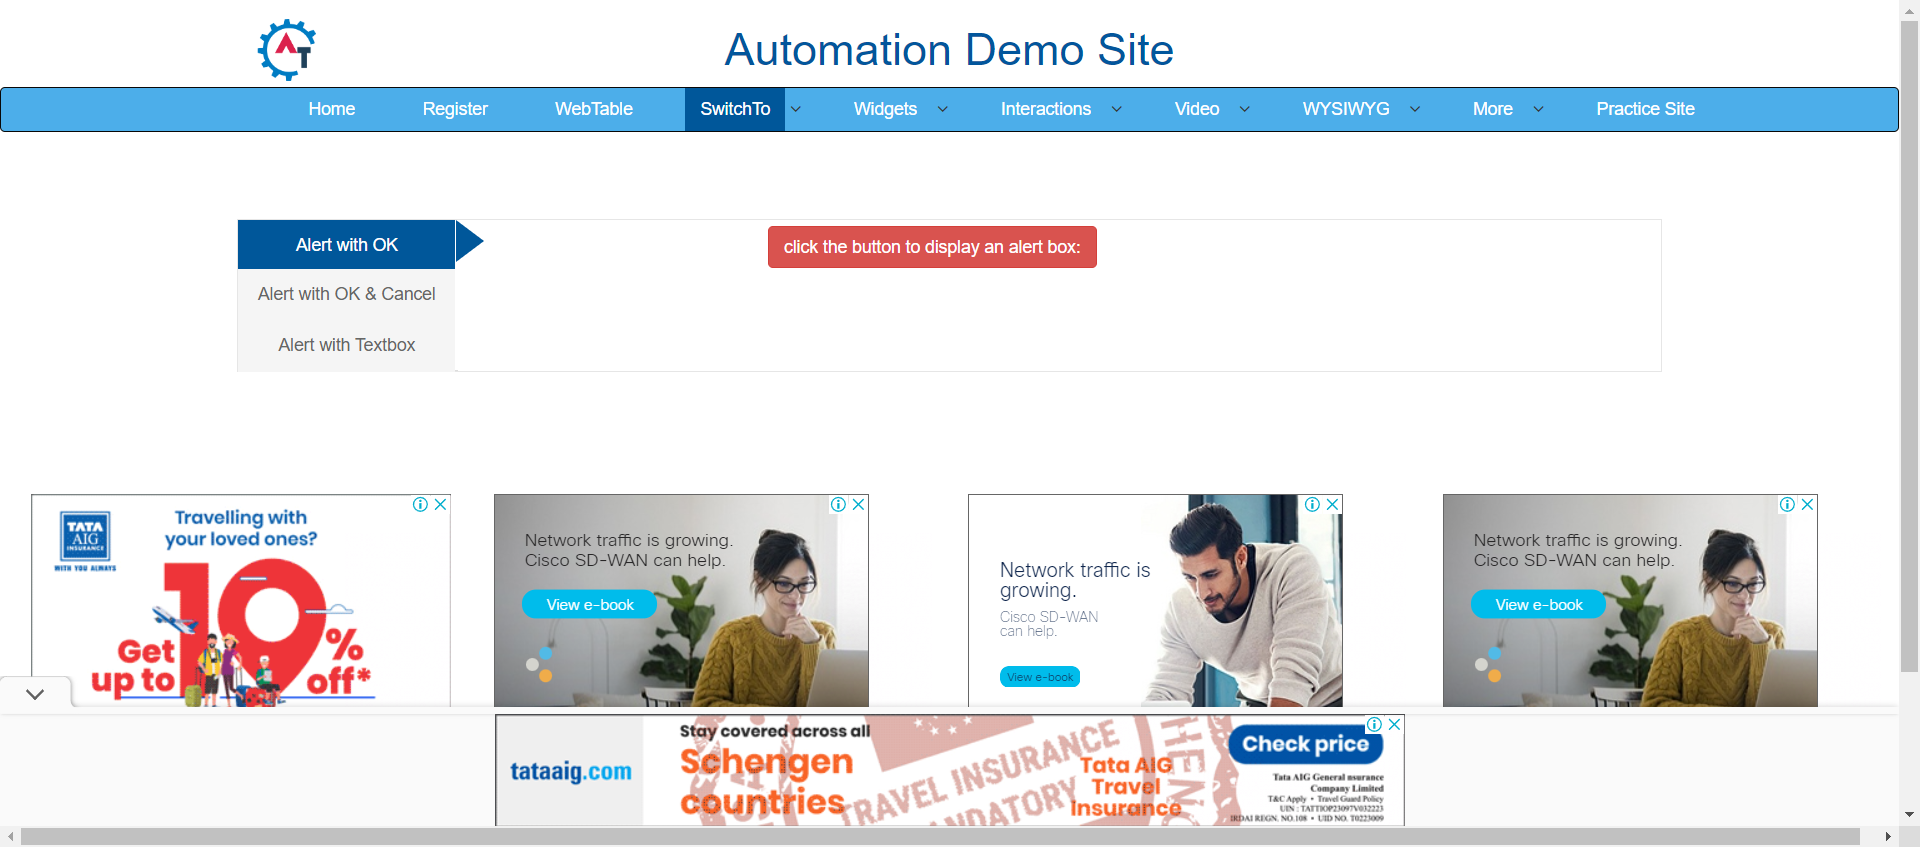 AT
Automation Demo Site
Home Register WebTable SwitchTo Widgets Interactions Video WYSIWYG More Practice Site
Alert with OK
click the button to display an alert box:
Alert with OK & Cancel
Alert with Textbox
TATA
AIG
INSURANCE
WITH YOU ALWAYS
Travelling with
your loved ones?
Get
up to
10
%
off*
Network traffic is growing.
Cisco SD-WAN can help.
View e-book
Network traffic is
growing.
Cisco SD-WAN
can help.
View e-book
Network traffic is growing.
Cisco SD-WAN can help.
View e-book
tataaig.com
Stay covered across all
Schengen
countries
TRAVEL INSURANCE
Tata AIG
Travel
Insurance
Check price
Tata AIG General nsurance
Company Limited
T&C Apply • Travel Guard Policy
UIN : TATTIOP23097V032223
IRDAI REGN. NO.108 • UID NO. T0223009